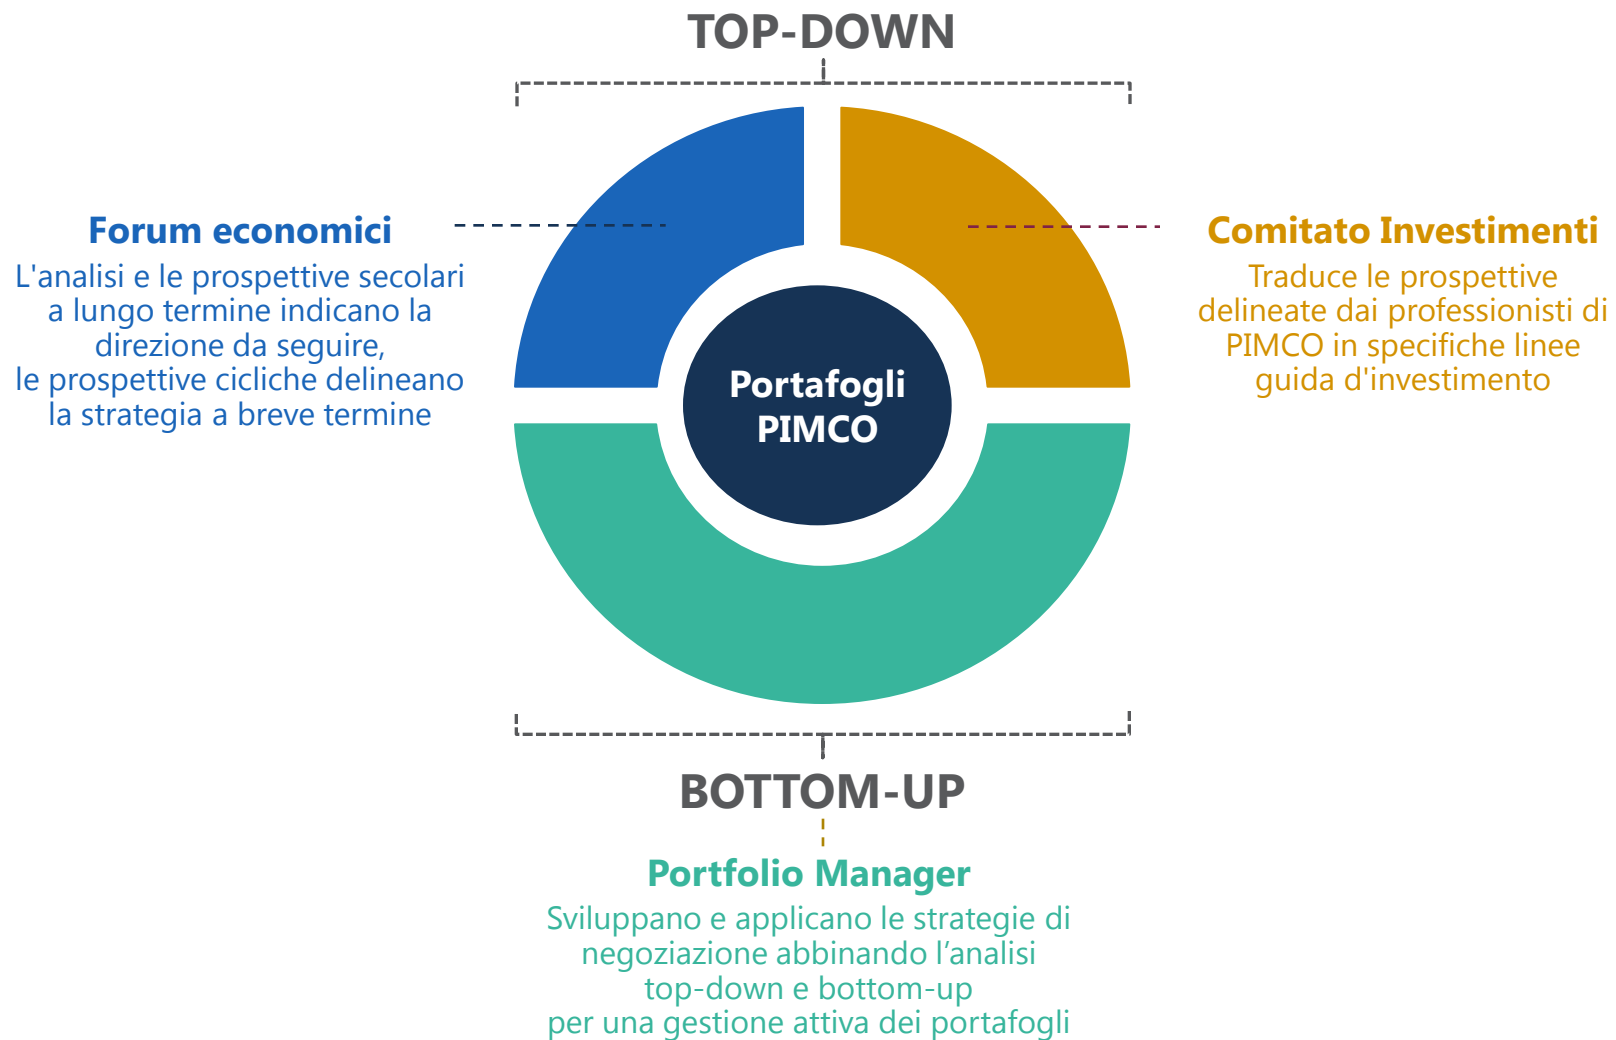 TOP-DOWN
Forum economici
L'analisi e le prospettive secolari
a lungo termine indicano la
direzione da seguire,
le prospettive cicliche delineano
la strategia a breve termine
Comitato Investimenti
Traduce le prospettive
delineate dai professionisti di
PIMCO in specifiche linee
guida d'investimento
Portafogli
PIMCO
BOTTOM-UP
Portfolio Manager
Sviluppano e applicano le strategie di
negoziazione abbinando l’analisi
top-down e bottom-up
per una gestione attiva dei portafogli